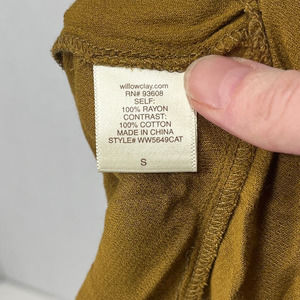 willowclay.com
RN# 93608
SELF:
100% RAYON
CONTRAST:
100% COTTON
MADE IN CHINA
STYLE# WW5649CAT
S